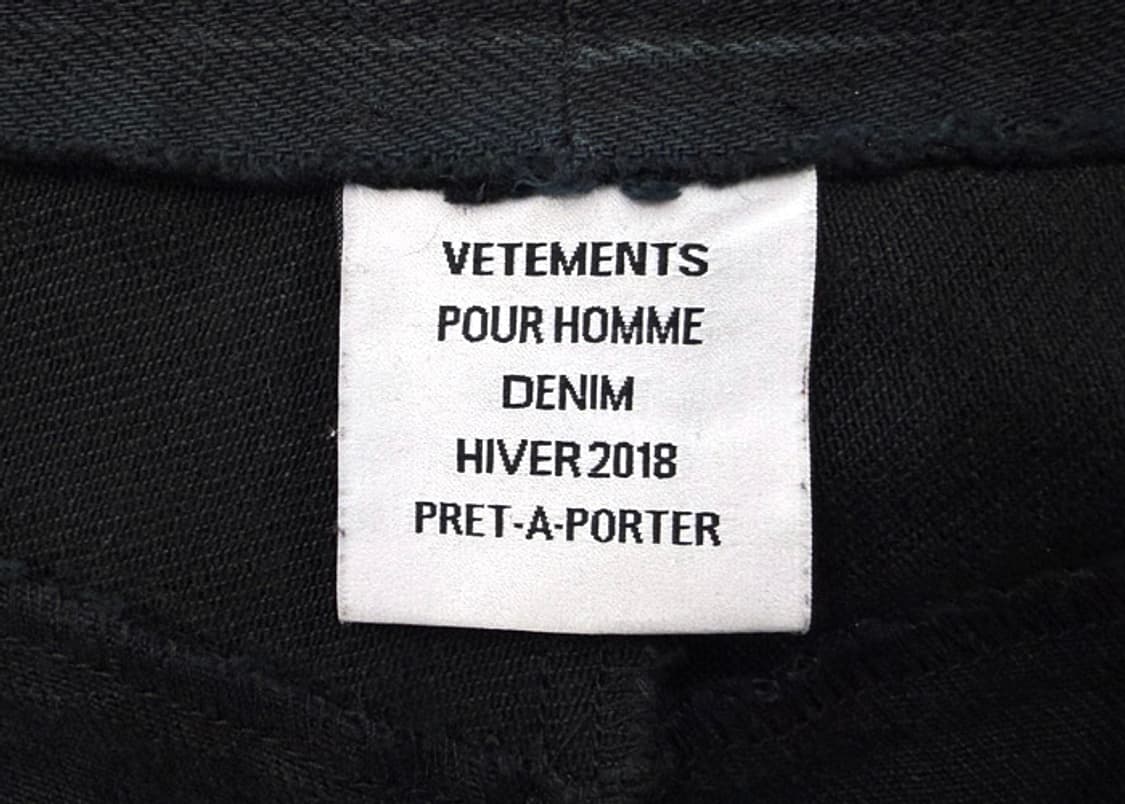 VETEMENTS
POUR HOMME
DENIM
HIVER 2018
PRET-A-PORTER